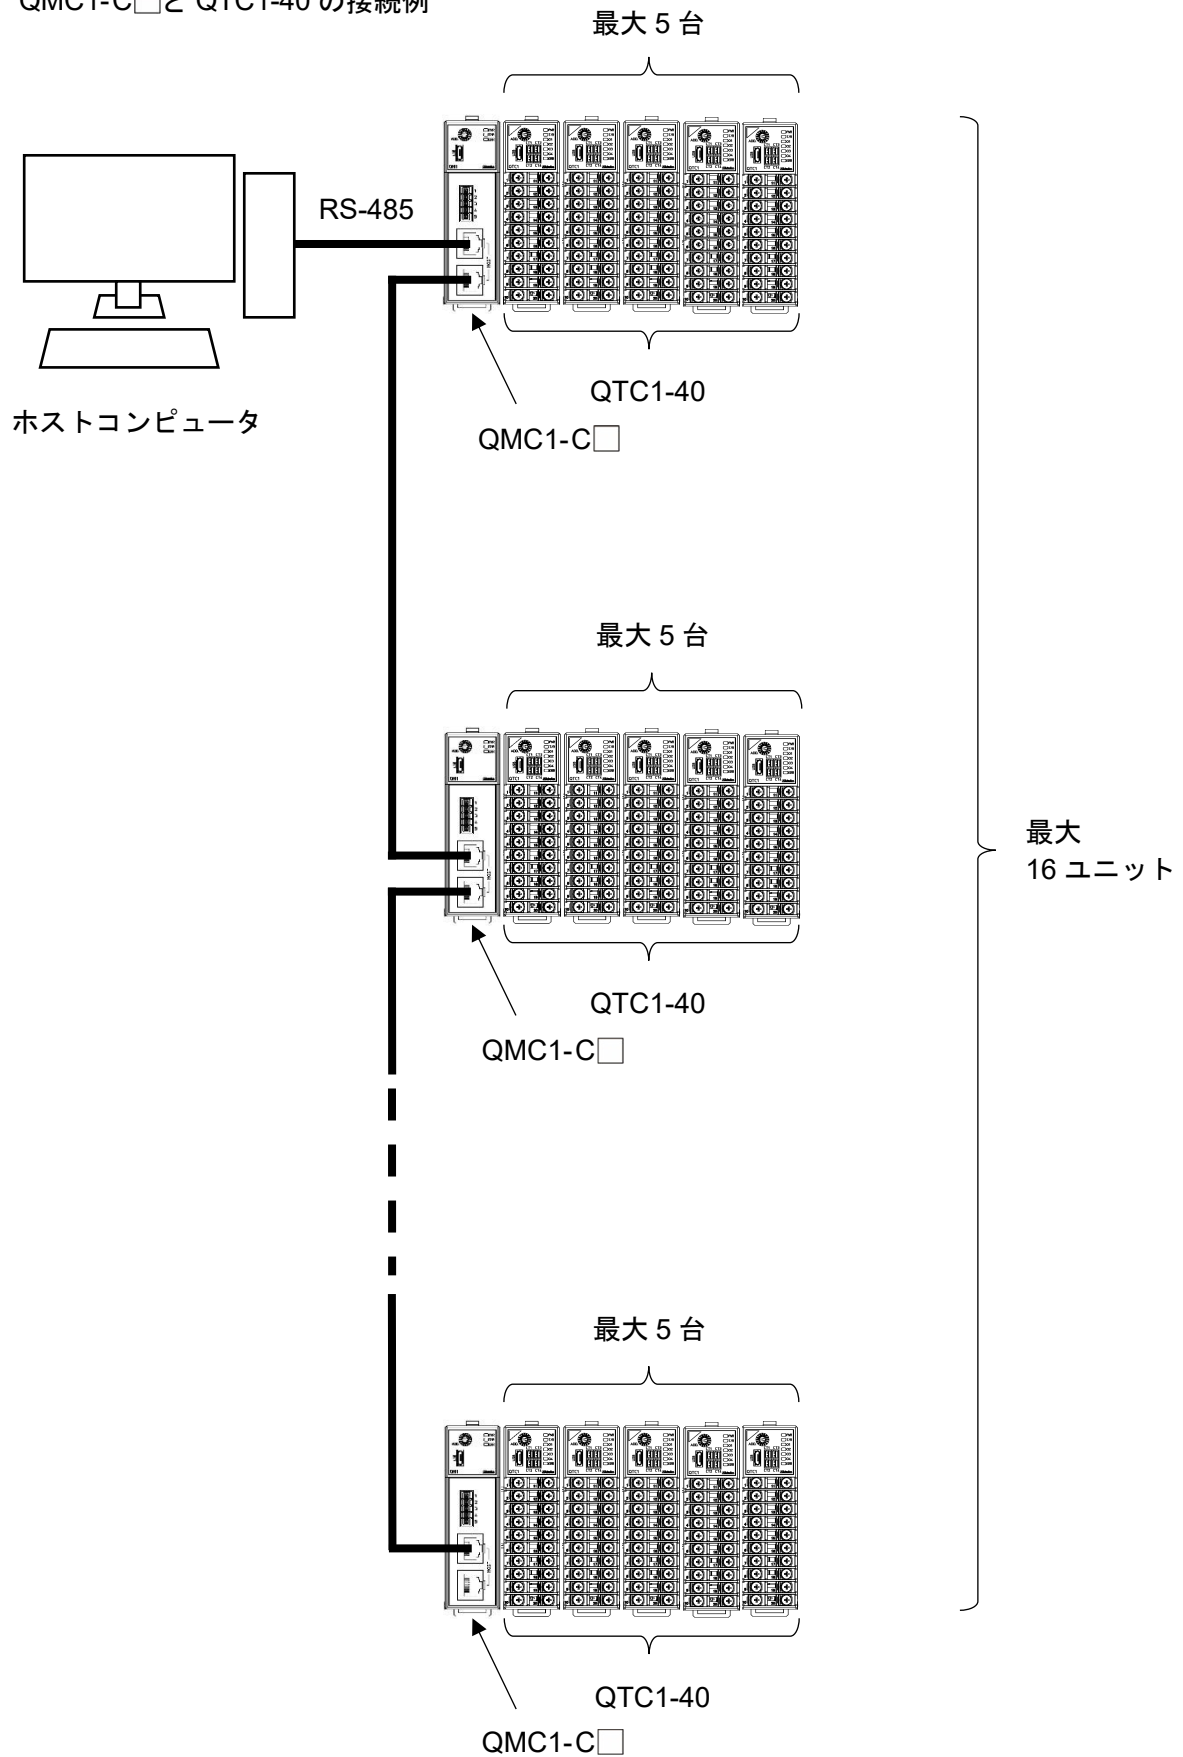 QMC1-C□と QTC1-40 の接続例
最大 5 台
RS-485
QTC1-40
QMC1-C□
ホストコンピュータ
最大 5 台
最大
16 ユニット
QTC1-40
QMC1-C□
最大 5 台
QTC1-40
QMC1-C□